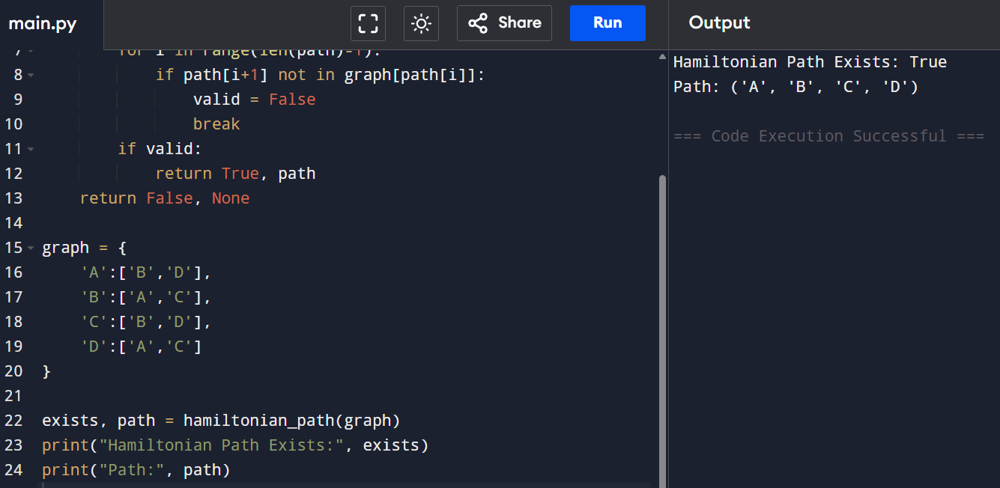 main.py
Share
Run
Output
7 for i in range(len(path)-1):
8 if path[i+1] not in graph[path[i]]:
9 valid = False
10 break
11 if valid:
12 return True, path
13 return False, None
14
15 graph = {
16 'A':['B','D'],
17 'B':['A','C'],
18 'C':['B','D'],
19 'D':['A','C']
20 }
21
22 exists, path = hamiltonian_path(graph)
23 print("Hamiltonian Path Exists:", exists)
24 print("Path:", path)
Hamiltonian Path Exists: True
Path: ('A', 'B', 'C', 'D')
=== Code Execution Successful ===